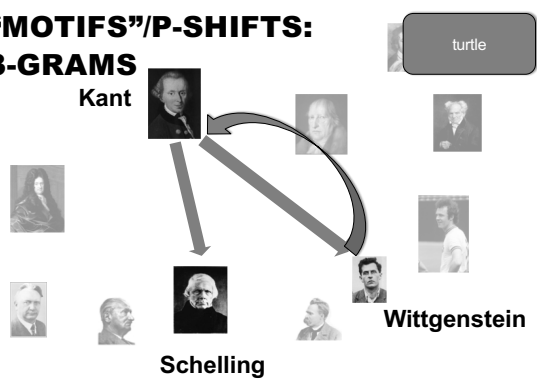 "MOTIFS"/P-SHIFTS:
3-GRAMS
turtle
Kant
Wittgenstein
Schelling